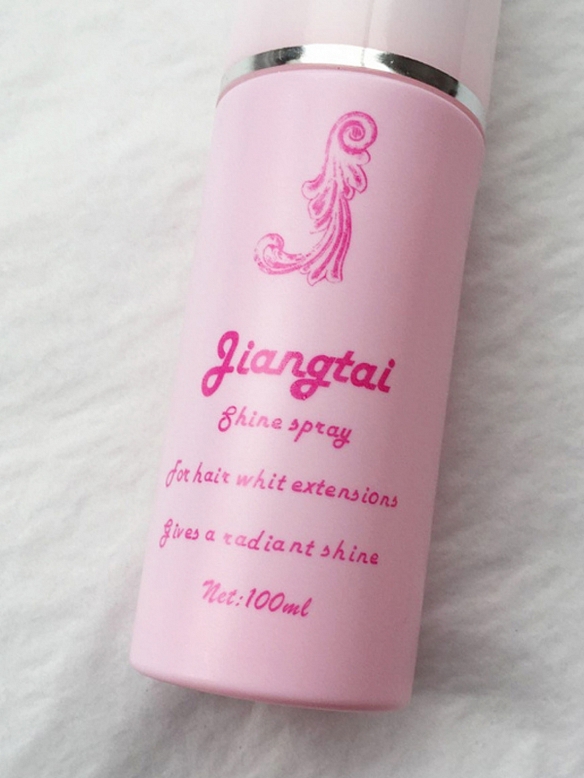 Jiangtai
Shine spray
For hair whit extensions
Gives a radiant shine
Net:100ml